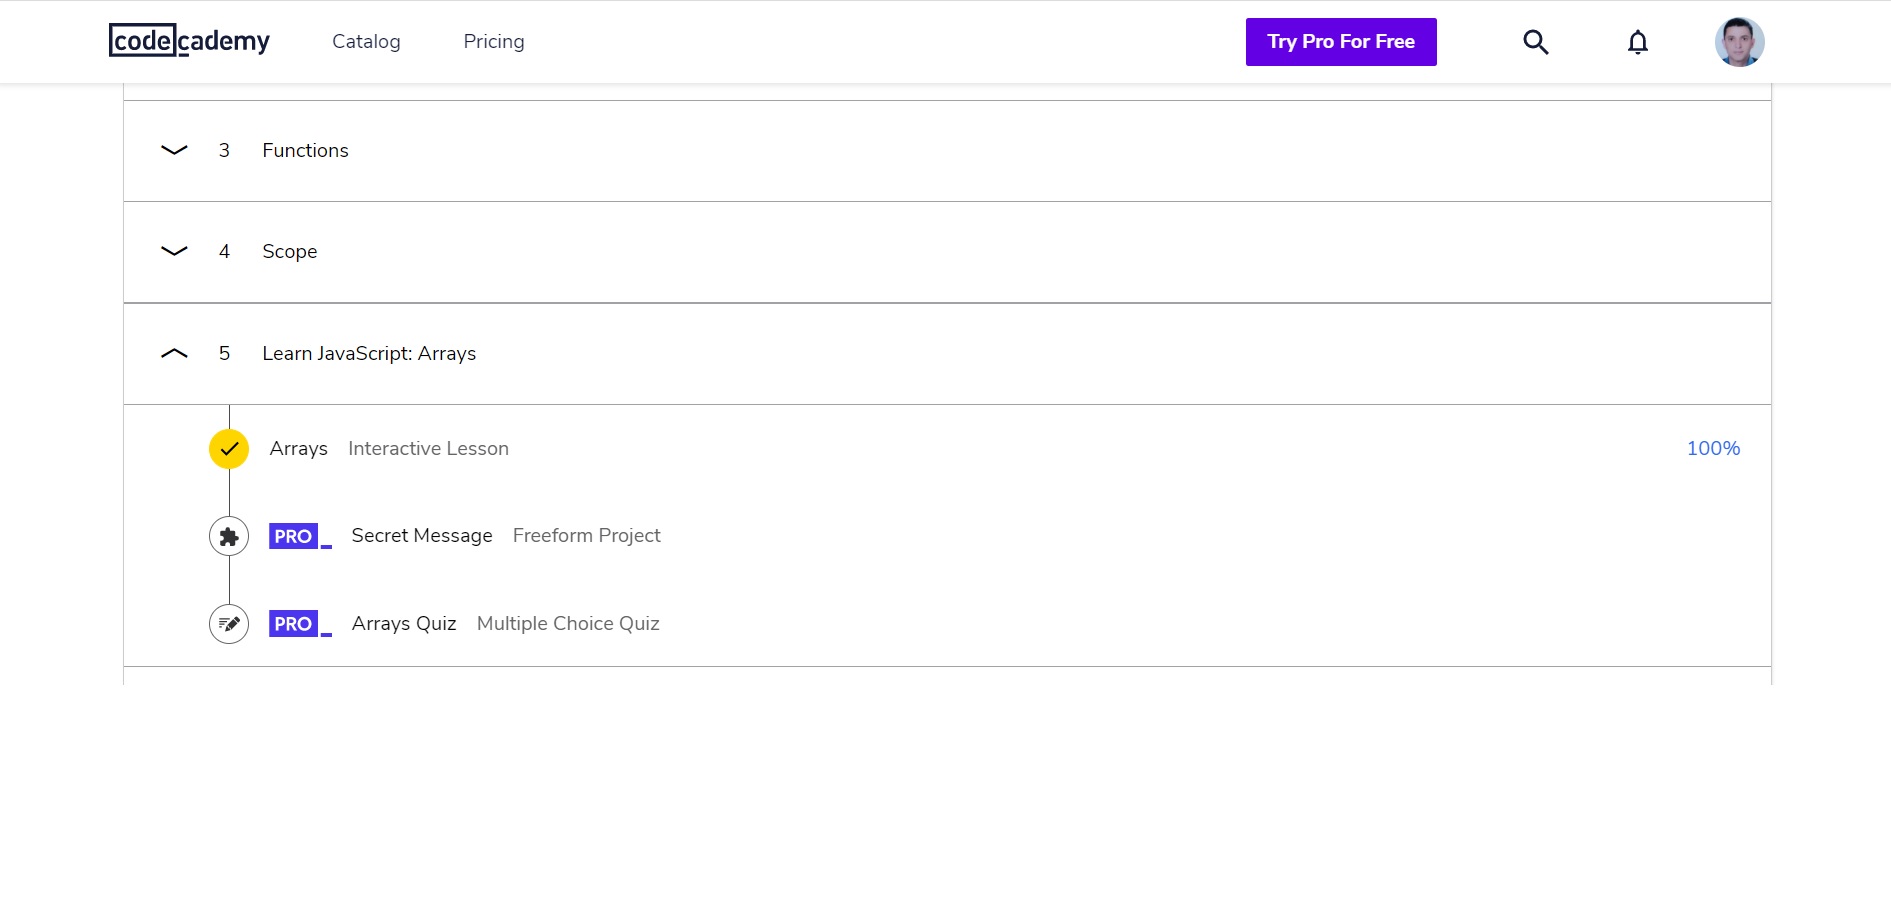 codecademy Catalog Pricing Try Pro For Free
3 Functions
4 Scope
5 Learn JavaScript: Arrays
Arrays Interactive Lesson 100%
PRO Secret Message Freeform Project
PRO Arrays Quiz Multiple Choice Quiz